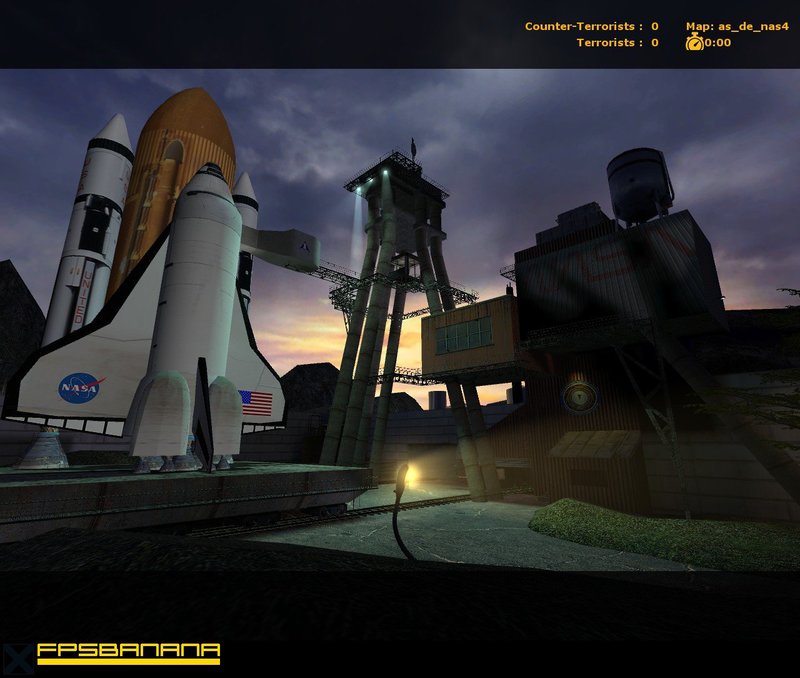 Counter-Terrorists : 0 Map: as_de_nas4
Terrorists : 0 0:00
UNITED
NASA
FPSBANANA